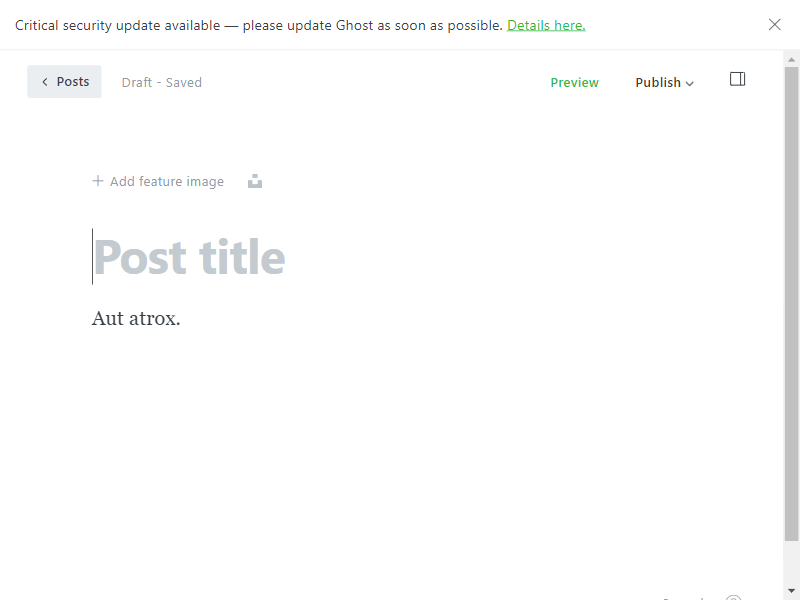 Critical security update available — please update Ghost as soon as possible. Details here.
Posts
Draft - Saved
Preview
Publish
Add feature image
Post title
Aut atrox.